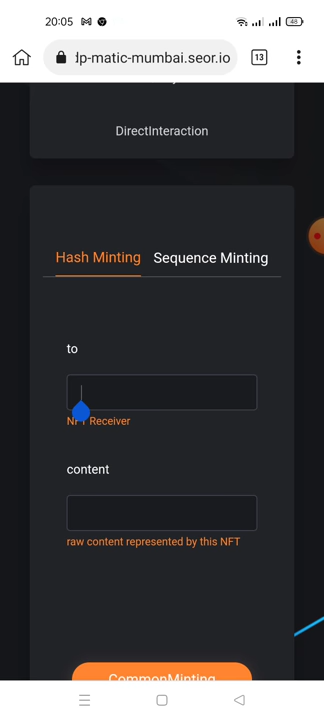 20:05
48
dp-matic-mumbai.seor.io
13
DirectInteraction
Hash Minting Sequence Minting
to
NFT Receiver
content
raw content represented by this NFT
CommonMinting